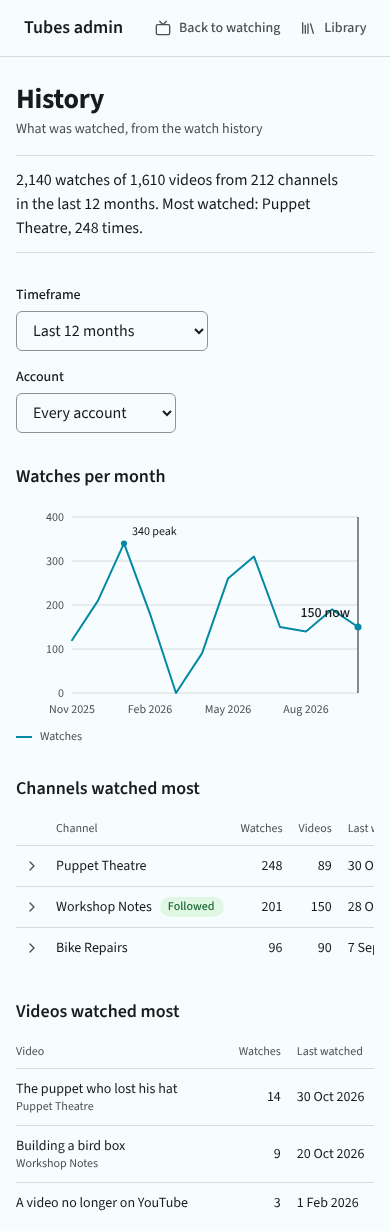 Tubes admin Back to watching Library
History
What was watched, from the watch history
2,140 watches of 1,610 videos from 212 channels
in the last 12 months. Most watched: Puppet
Theatre, 248 times.
Timeframe
Last 12 months
Account
Every account
Watches per month
400
340 peak
300
200
150 now
100
0
Nov 2025 Feb 2026 May 2026 Aug 2026
Watches
Channels watched most
Channel Watches Videos Last
Puppet Theatre 248 89 30 O
Workshop Notes Followed 201 150 28 O
Bike Repairs 96 90 7 Sep
Videos watched most
Video Watches Last watched
The puppet who lost his hat
Puppet Theatre
14 30 Oct 2026
Building a bird box
Workshop Notes
9 20 Oct 2026
A video no longer on YouTube 3 1 Feb 2026